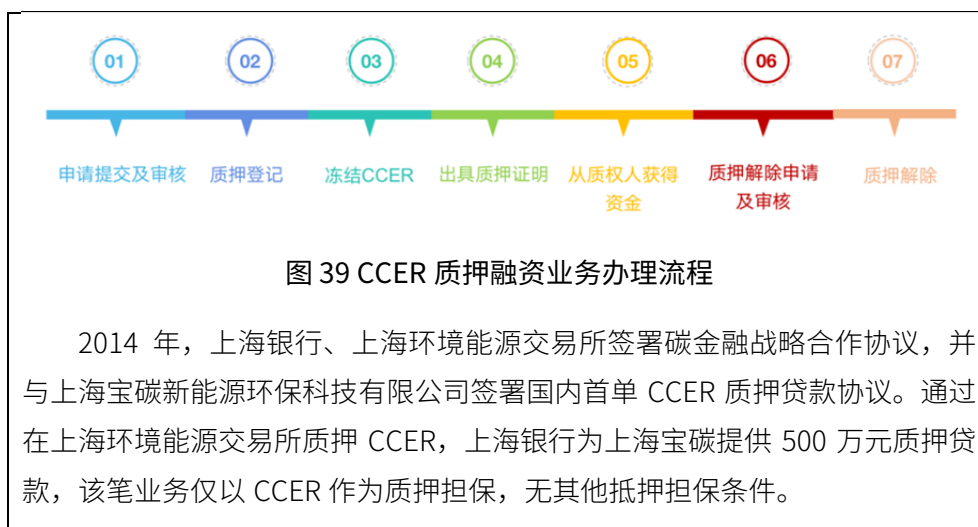 01 02 03 04 05 06 07
申请提交及审核 质押登记 冻结CCER 出具质押证明 从质权人获得 质押解除申请 质押解除
资金 及审核
图 39 CCER 质押融资业务办理流程
2014 年，上海银行、上海环境能源交易所签署碳金融战略合作协议，并
与上海宝碳新能源环保科技有限公司签署国内首单 CCER 质押贷款协议。通过
在上海环境能源交易所质押 CCER，上海银行为上海宝碳提供 500 万元质押贷
款，该笔业务仅以 CCER 作为质押担保，无其他抵押担保条件。